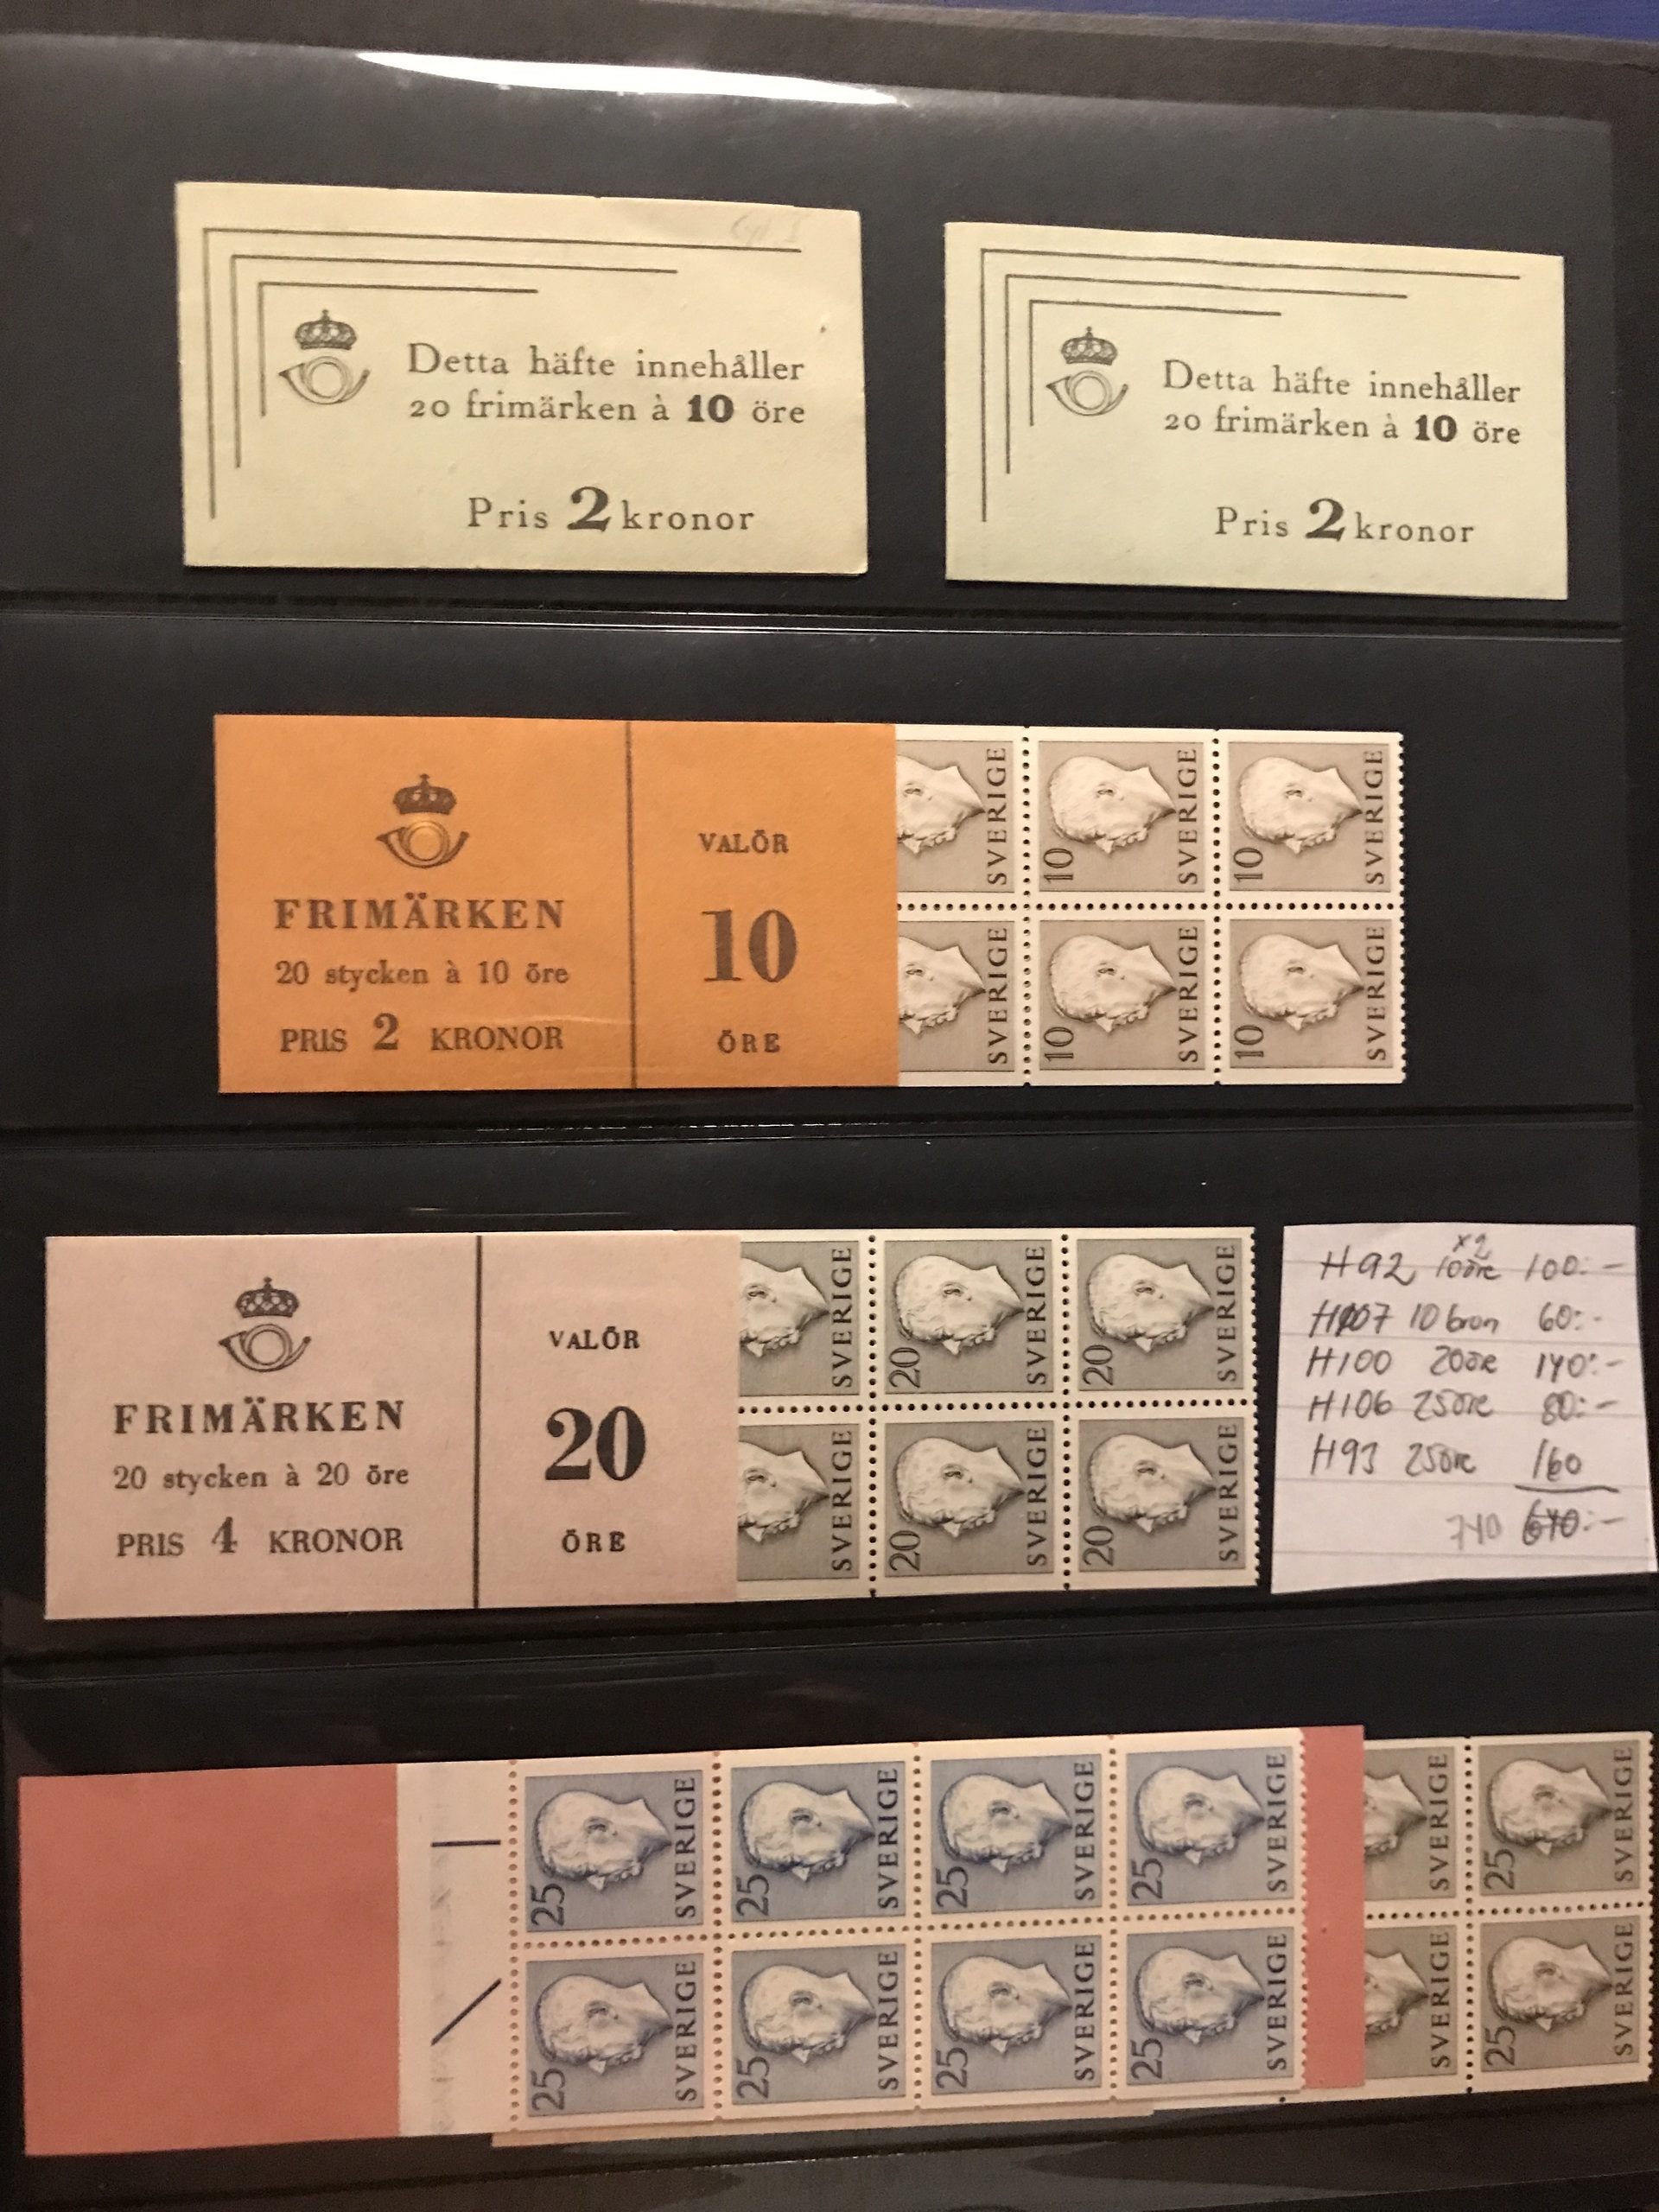 Cyl I
Detta häfte innehåller
20 frimärken à 10 öre
Pris 2 kronor
Detta häfte innehåller
20 frimärken à 10 öre
Pris 2 kronor
FRIMÄRKEN
20 stycken à 10 öre
PRIS 2 KRONOR
VALÖR
10
ÖRE
SVERIGE
10 SVERIGE
10 SVERIGE
SVERIGE
10 SVERIGE
10 SVERIGE
FRIMÄRKEN
20 stycken à 20 öre
PRIS 4 KRONOR
VALÖR
20
ÖRE
SVERIGE
20 SVERIGE
20 SVERIGE
SVERIGE
20 SVERIGE
20 SVERIGE
x2
H92 10öre 100:-
H107 10 brun 60:-
H100 20öre 140:-
H106 25öre 80:-
H93 25öre 160
740 640:-
25 SVERIGE
25 SVERIGE
25 SVERIGE
25 SVERIGE
SVERIGE
25 SVERIGE
25 SVERIGE
25 SVERIGE
25 SVERIGE
25 SVERIGE
SVERIGE
25 SVERIGE